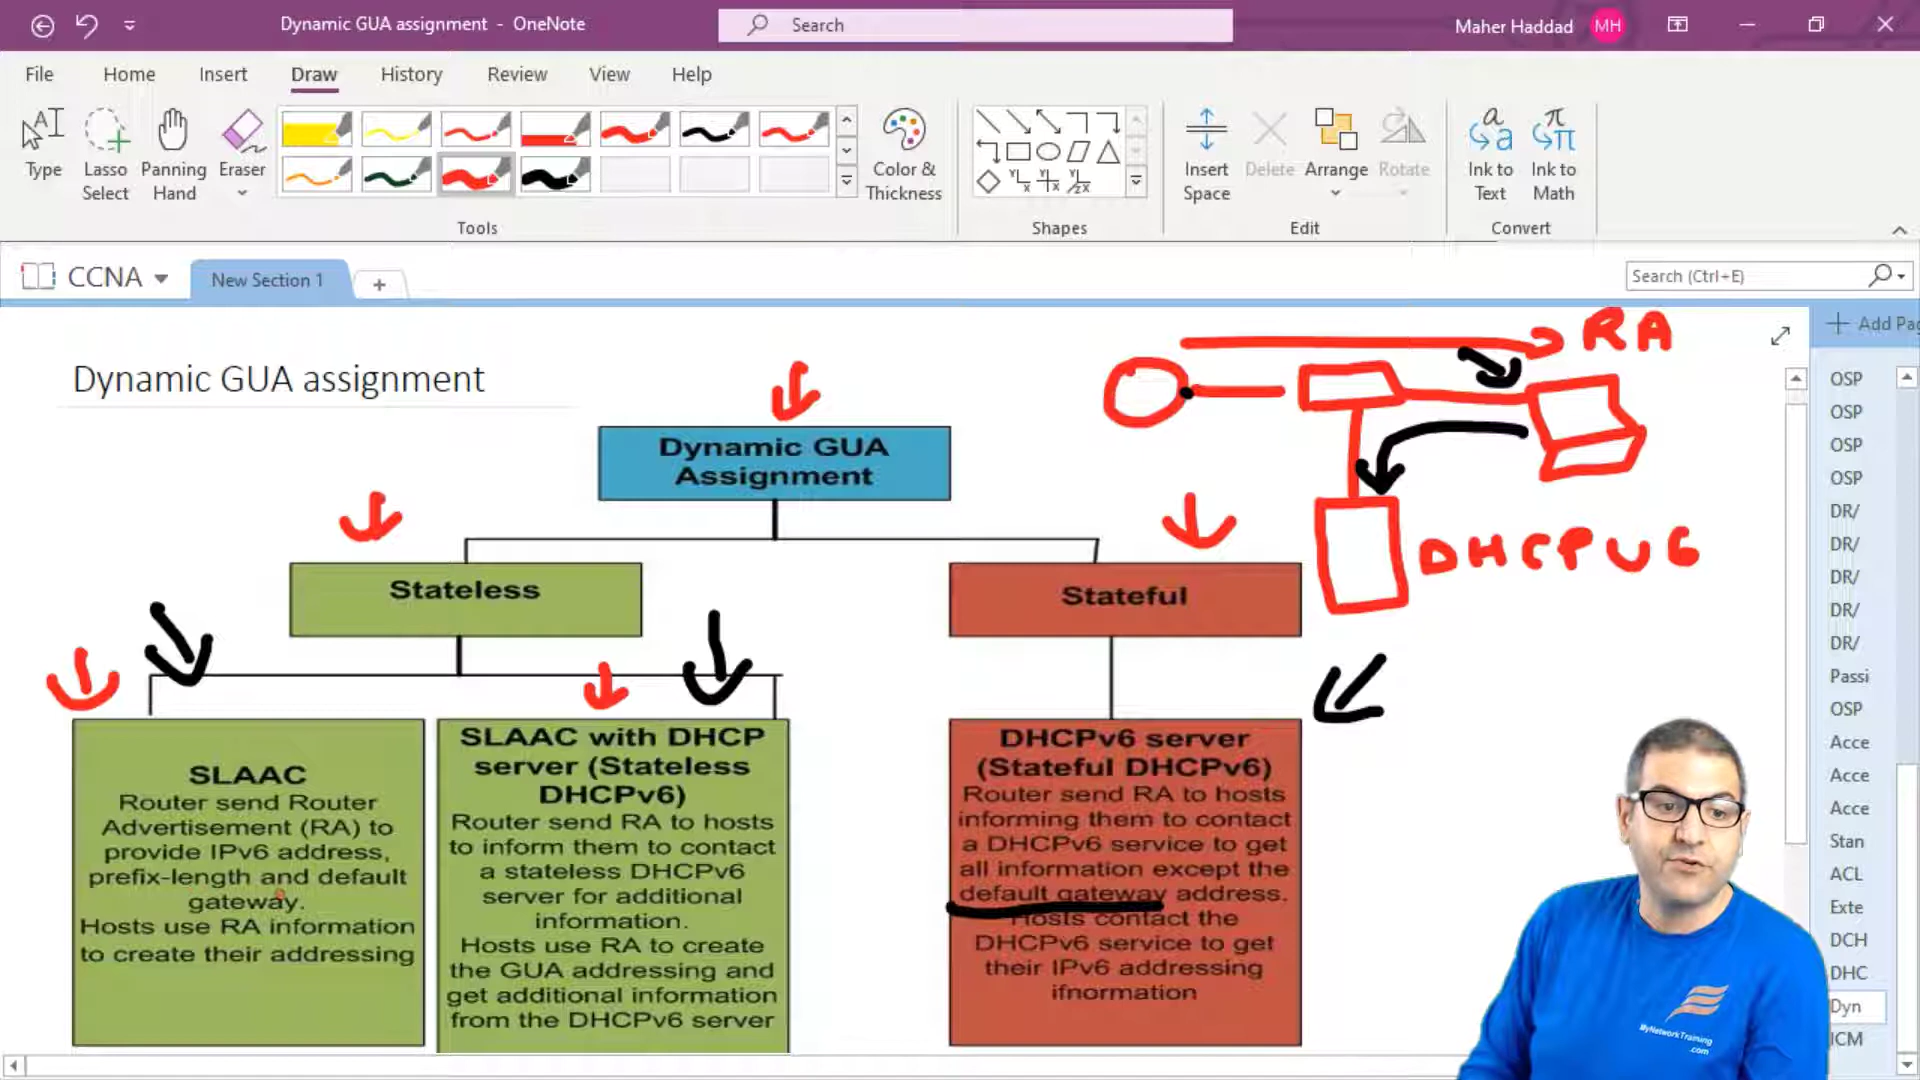 Dynamic GUA assignment - OneNote
Search
Maher Haddad
MH
File
Home
Insert
Draw
History
Review
View
Help
Type
Lasso
Select
Panning
Hand
Eraser
Color &
Thickness
Insert
Space
Delete
Arrange
Rotate
Ink to
Text
Ink to
Math
Tools
Shapes
Edit
Convert
CCNA
New Section 1
Search (Ctrl+E)
Add Pag
Dynamic GUA assignment
RA
DHCPV6
Dynamic GUA
Assignment
Stateless
Stateful
SLAAC
Router send Router
Advertisement (RA) to
provide IPv6 address,
prefix-length and default
gateway.
Hosts use RA information
to create their addressing
SLAAC with DHCP
server (Stateless
DHCPv6)
Router send RA to hosts
to inform them to contact
a stateless DHCPv6
server for additional
information.
Hosts use RA to create
the GUA addressing and
get additional information
from the DHCPv6 server
DHCPv6 server
(Stateful DHCPv6)
Router send RA to hosts
informing them to contact
a DHCPv6 service to get
all information except the
default gateway address.
Hosts contact the
DHCPv6 service to get
their IPv6 addressing
ifnormation
OSP
OSP
OSP
OSP
DR/
DR/
DR/
DR/
DR/
Passi
OSP
Acce
Acce
Acce
Stan
ACL
Exte
DCH
DHC
Dyn
ICM
MyNetworkTraining
.com